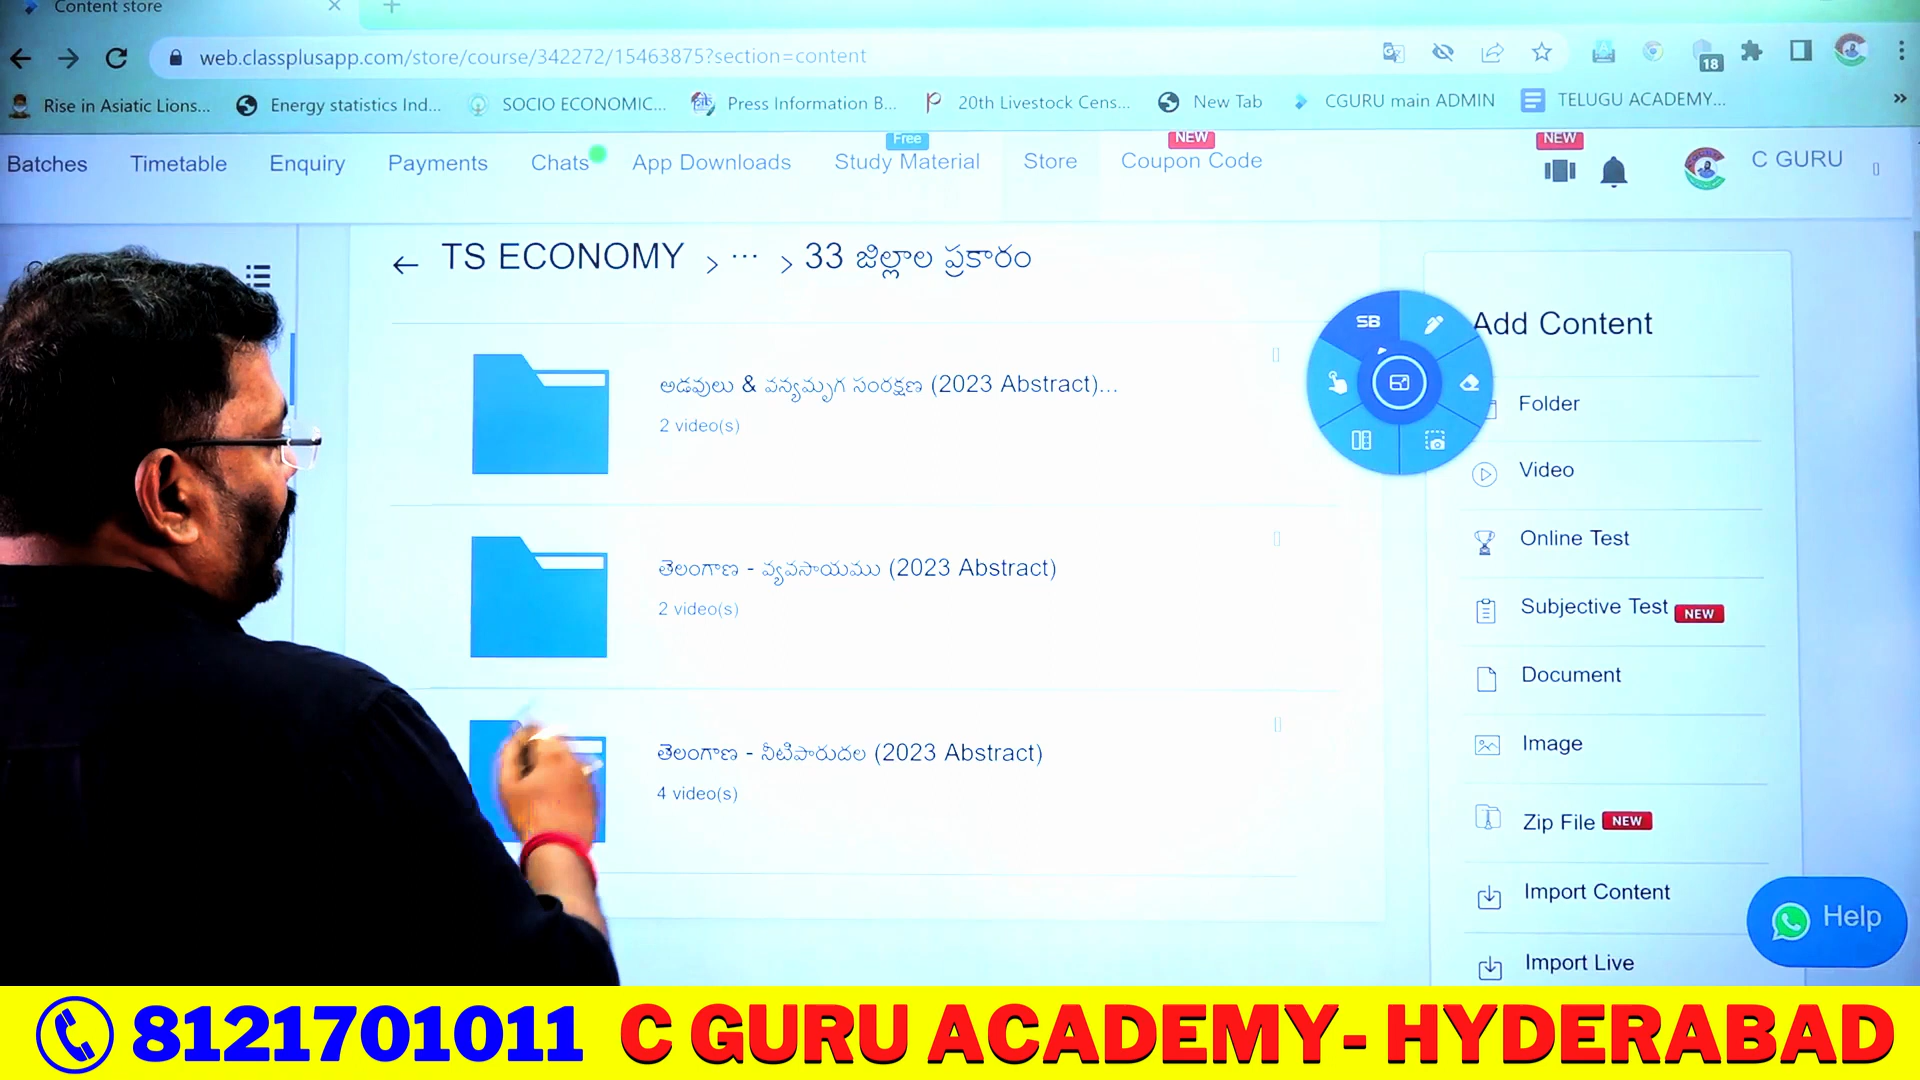 Content store
web.classplusapp.com/store/course/342272/15463875?section=content
18
Rise in Asiatic Lions...
Energy statistics Ind...
SOCIO ECONOMIC...
Press Information B...
20th Livestock Cens...
New Tab
CGURU main ADMIN
TELUGU ACADEMY...
Batches
Timetable
Enquiry
Payments
Chats
App Downloads
Free
Study Material
Store
NEW
Coupon Code
NEW
C GURU
TS ECONOMY > ... > 33 జిల్లాల ప్రకారం
అడవులు & వన్యమృగ సంరక్షణ (2023 Abstract)...
2 video(s)
తెలంగాణ - వ్యవసాయము (2023 Abstract)
2 video(s)
తెలంగాణ - నీటిపారుదల (2023 Abstract)
4 video(s)
SB
Add Content
Folder
Video
Online Test
Subjective Test NEW
Document
Image
Zip File NEW
Import Content
Import Live
Help
8121701011 C GURU ACADEMY- HYDERABAD